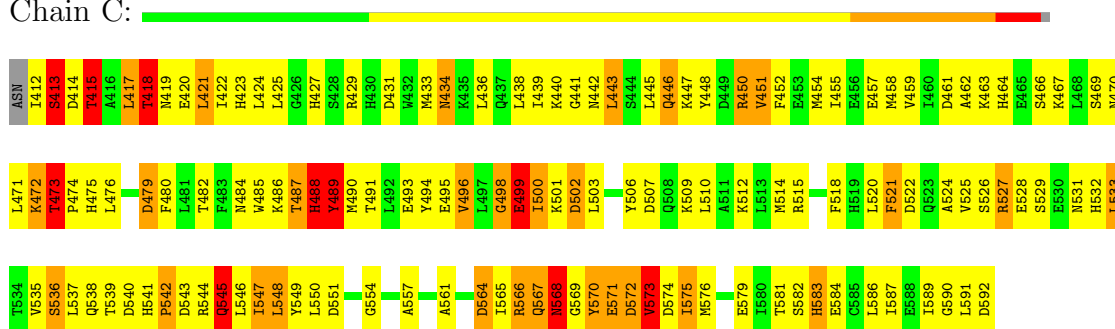 Chain C:
ASN I412 S413 D414 T415 A416 L417 T418 N419 E420 L421 I422 H423 L424 L425 G426 H427 S428 R429 H430 D431 W432 M433 N434 K435 L436 Q437 L438 I439 K440 G441 N442 L443 S444 L445 Q446 K447 Y448 D449 R450 V451 F452 E453 M454 I455 E456 E457 M458 V459 I460 D461 A462 K463 H464 E465 S466 K467 L468 S469 N470
L471 K472 T473 P474 H475 L476 D479 F480 L481 T482 F483 N484 W485 K486 T487 H488 Y489 M490 T491 L492 E493 Y494 E495 V496 L497 G498 E499 I500 K501 D502 L503 Y506 D507 Q508 K509 L510 A511 K512 L513 M514 R515 F518 H519 L520 F521 D522 Q523 A524 V525 S526 R527 E528 S529 E530 N531 H532 L533
T534 V535 S536 L537 Q538 T539 D540 H541 P542 D543 R544 Q545 L546 I547 L548 Y549 L550 D551 G554 A557 A561 D564 I565 R566 Q567 N568 G569 Y570 E571 D572 V573 D574 I575 M576 E579 I580 T581 S582 H583 E584 C585 L586 I587 E588 I589 G590 L591 D592